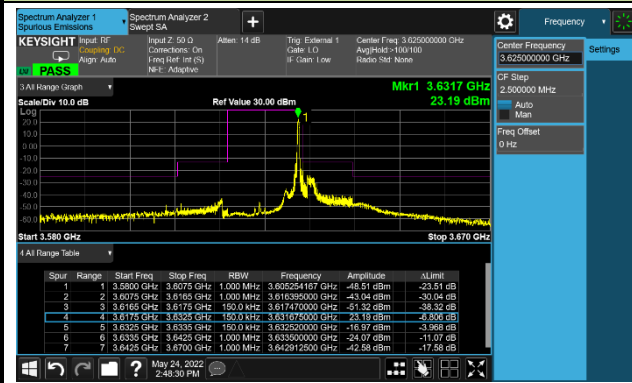 Spectrum Analyzer 1
Spurious Emissions
Spectrum Analyzer 2
Swept SA
Frequency
KEYSIGHT
Input: RF
Coupling: DC
Align: Auto
Input Z: 50 Ω
Corrections: On
Freq Ref: Int (S)
NFE: Adaptive
Atten: 14 dB
Trig: External 1
Gate: LO
IF Gain: Low
Center Freq: 3.625000000 GHz
Avg|Hold:>100/100
Radio Std: None
PASS
Center Frequency
3.625000000 GHz
Settings
CF Step
2.500000 MHz
Auto
Man
Freq Offset
0 Hz
3 All Range Graph
Mkr1 3.6317 GHz
Scale/Div 10.0 dB
Ref Value 30.00 dBm
23.19 dBm
Log
20.0
10.0
0.00
-10.0
-20.0
-30.0
-40.0
-50.0
-60.0
1
Start 3.580 GHz
Stop 3.670 GHz
4 All Range Table
Spur Range Start Freq Stop Freq RBW Frequency Amplitude ΔLimit
1 1 3.5800 GHz 3.6075 GHz 1.000 MHz 3.605254167 GHz -48.51 dBm -23.51 dB
2 2 3.6075 GHz 3.6165 GHz 1.000 MHz 3.616395000 GHz -43.04 dBm -30.04 dB
3 3 3.6165 GHz 3.6175 GHz 150.0 kHz 3.617470000 GHz -51.32 dBm -38.32 dB
4 4 3.6175 GHz 3.6325 GHz 150.0 kHz 3.631675000 GHz 23.19 dBm -6.806 dB
5 5 3.6325 GHz 3.6335 GHz 150.0 kHz 3.632520000 GHz -16.97 dBm -3.968 dB
6 6 3.6335 GHz 3.6425 GHz 1.000 MHz 3.633500000 GHz -24.07 dBm -11.07 dB
7 7 3.6425 GHz 3.6700 GHz 1.000 MHz 3.642912500 GHz -42.58 dBm -17.58 dB
May 24, 2022
2:48:30 PM